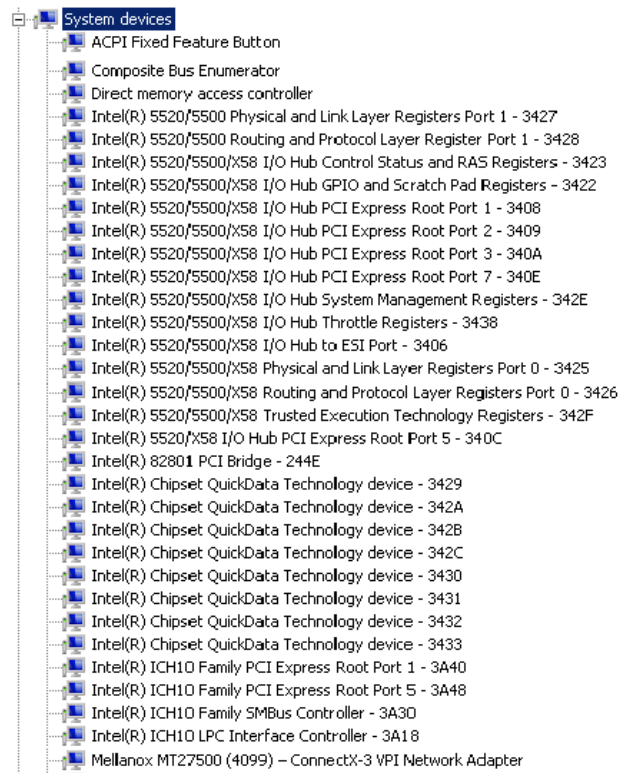 System devices
ACPI Fixed Feature Button
Composite Bus Enumerator
Direct memory access controller
Intel(R) 5520/5500 Physical and Link Layer Registers Port 1 - 3427
Intel(R) 5520/5500 Routing and Protocol Layer Register Port 1 - 3428
Intel(R) 5520/5500/X58 I/O Hub Control Status and RAS Registers - 3423
Intel(R) 5520/5500/X58 I/O Hub GPIO and Scratch Pad Registers - 3422
Intel(R) 5520/5500/X58 I/O Hub PCI Express Root Port 1 - 3408
Intel(R) 5520/5500/X58 I/O Hub PCI Express Root Port 2 - 3409
Intel(R) 5520/5500/X58 I/O Hub PCI Express Root Port 3 - 340A
Intel(R) 5520/5500/X58 I/O Hub PCI Express Root Port 7 - 340E
Intel(R) 5520/5500/X58 I/O Hub System Management Registers - 342E
Intel(R) 5520/5500/X58 I/O Hub Throttle Registers - 3438
Intel(R) 5520/5500/X58 I/O Hub to ESI Port - 3406
Intel(R) 5520/5500/X58 Physical and Link Layer Registers Port 0 - 3425
Intel(R) 5520/5500/X58 Routing and Protocol Layer Registers Port 0 - 3426
Intel(R) 5520/5500/X58 Trusted Execution Technology Registers - 342F
Intel(R) 5520/X58 I/O Hub PCI Express Root Port 5 - 340C
Intel(R) 82801 PCI Bridge - 244E
Intel(R) Chipset QuickData Technology device - 3429
Intel(R) Chipset QuickData Technology device - 342A
Intel(R) Chipset QuickData Technology device - 342B
Intel(R) Chipset QuickData Technology device - 342C
Intel(R) Chipset QuickData Technology device - 3430
Intel(R) Chipset QuickData Technology device - 3431
Intel(R) Chipset QuickData Technology device - 3432
Intel(R) Chipset QuickData Technology device - 3433
Intel(R) ICH10 Family PCI Express Root Port 1 - 3A40
Intel(R) ICH10 Family PCI Express Root Port 5 - 3A48
Intel(R) ICH10 Family SMBus Controller - 3A30
Intel(R) ICH10 LPC Interface Controller - 3A18
Mellanox MT27500 (4099) – ConnectX-3 VPI Network Adapter